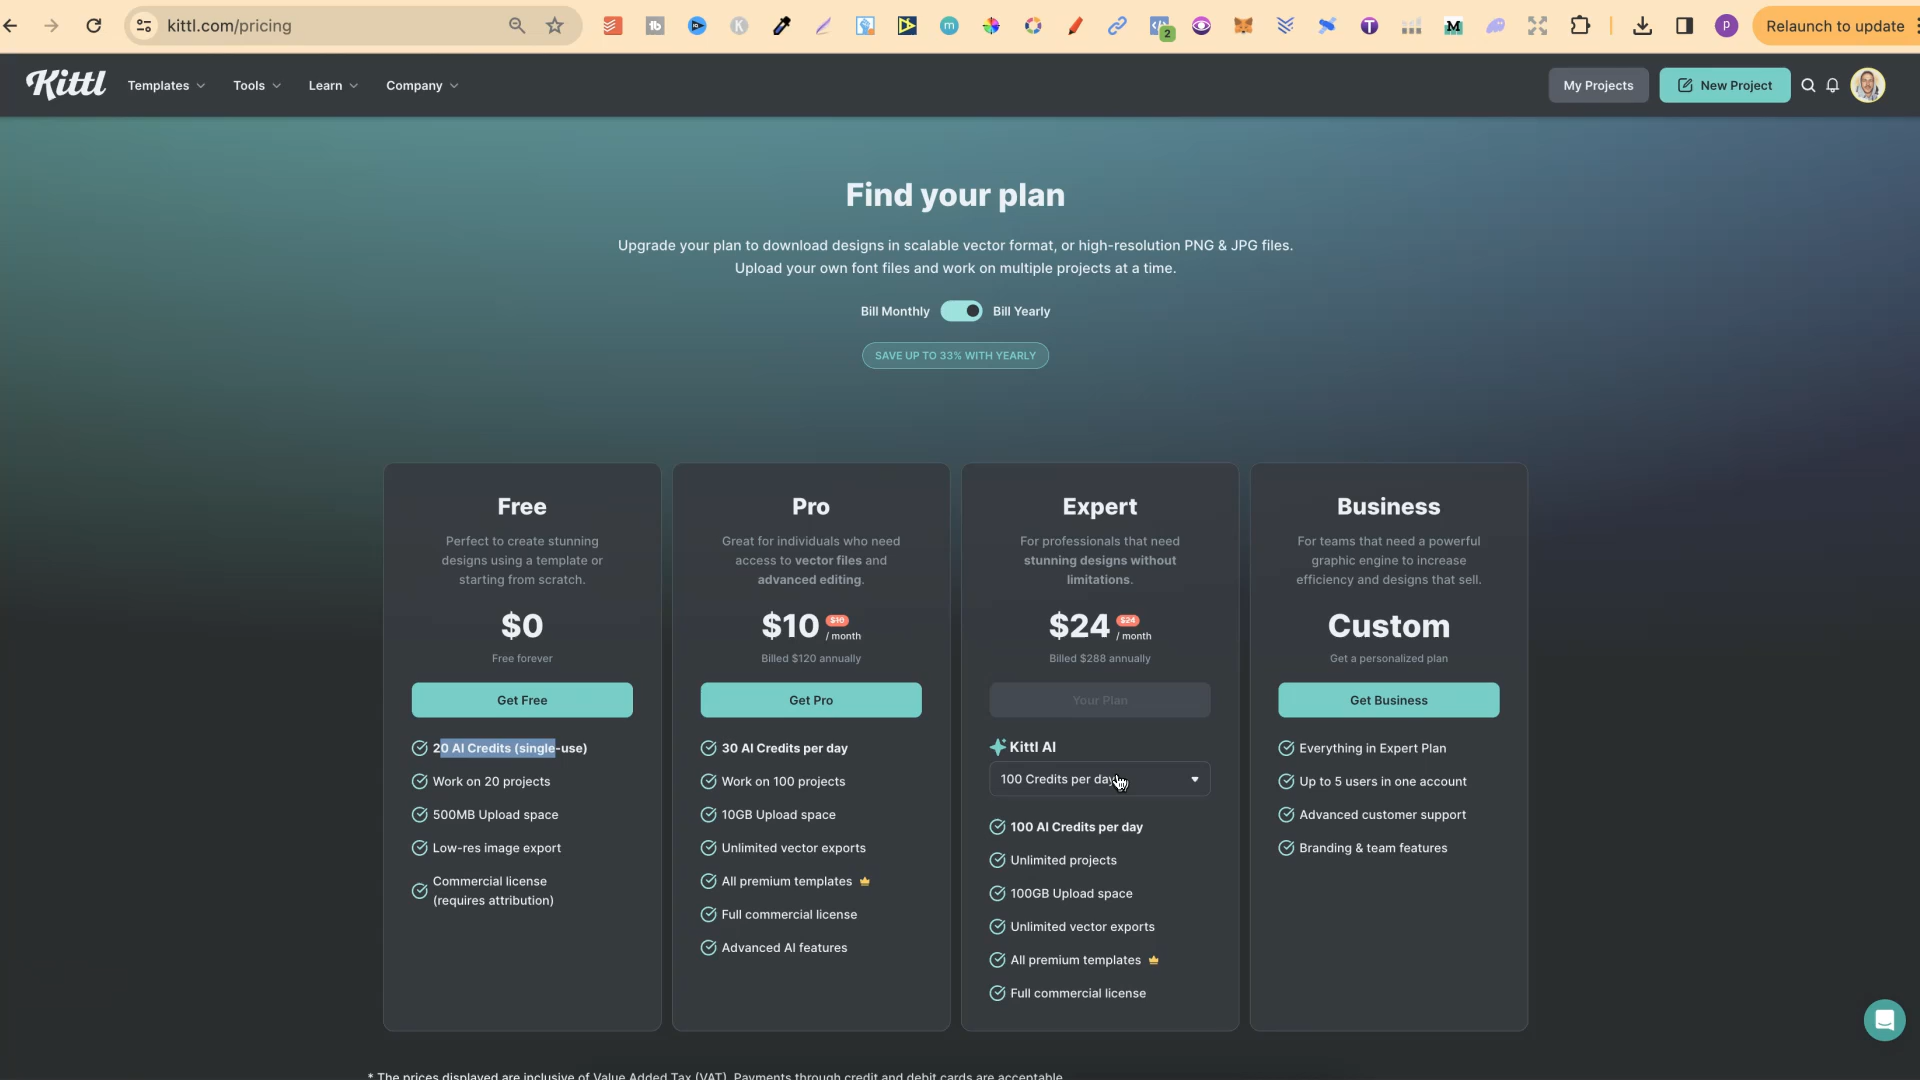 kittl.com/pricing
2
P
Relaunch to update
Kittl
Templates
Tools
Learn
Company
My Projects
New Project
Find your plan
Upgrade your plan to download designs in scalable vector format, or high-resolution PNG & JPG files.
Upload your own font files and work on multiple projects at a time.
Bill Monthly
Bill Yearly
SAVE UP TO 33% WITH YEARLY
Free
Perfect to create stunning
designs using a template or
starting from scratch.
$0
Free forever
Get Free
20 AI Credits (single-use)
Work on 20 projects
500MB Upload space
Low-res image export
Commercial license
(requires attribution)
Pro
Great for individuals who need
access to vector files and
advanced editing.
$10 $10
/ month
Billed $120 annually
Get Pro
30 AI Credits per day
Work on 100 projects
10GB Upload space
Unlimited vector exports
All premium templates
Full commercial license
Advanced AI features
Expert
For professionals that need
stunning designs without
limitations.
$24 $24
/ month
Billed $288 annually
Your Plan
Kittl AI
100 Credits per day
100 AI Credits per day
Unlimited projects
100GB Upload space
Unlimited vector exports
All premium templates
Full commercial license
Business
For teams that need a powerful
graphic engine to increase
efficiency and designs that sell.
Custom
Get a personalized plan
Get Business
Everything in Expert Plan
Up to 5 users in one account
Advanced customer support
Branding & team features
* The prices displayed are inclusive of Value Added Tax (VAT). Payments through credit and debit cards are acceptable.